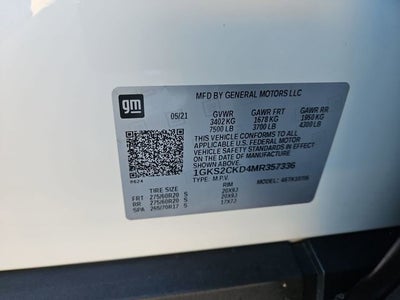 gm
MFD BY GENERAL MOTORS LLC
05/21 GVWR GAWR FRT GAWR RR
3402 KG 1678 KG 1950 KG
7500 LB 3700 LB 4300 LB
THIS VEHICLE CONFORMS TO ALL
APPLICABLE U.S. FEDERAL MOTOR
VEHICLE SAFETY STANDARDS IN EFFECT ON
THE DATE OF MANUFACTURE
1GKS2CKD4MR357336
TYPE: M.P.V. MODEL:
TIRE SIZE RIM
FRT 275/60R20 S 20X9J
RR 275/60R20 S 20X9J
SPA 265/70R17 S 17X7J